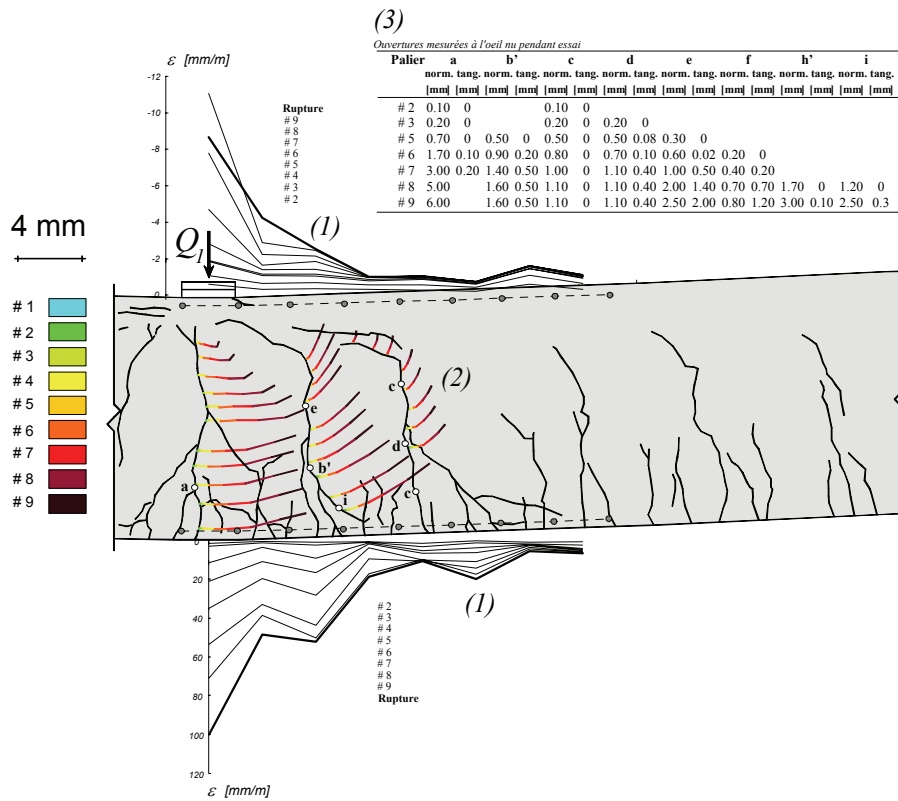 (3)
Ouvertures mesurées à l'oeil nu pendant essai
Palier a b' c d e f h' i
norm. tang. norm. tang. norm. tang. norm. tang. norm. tang. norm. tang. norm. tang. norm. tang.
[mm] [mm] [mm] [mm] [mm] [mm] [mm] [mm] [mm] [mm] [mm] [mm] [mm] [mm] [mm] [mm]
# 2 0.10 0 0.10 0
# 3 0.20 0 0.20 0 0.20 0
# 5 0.70 0 0.50 0 0.50 0 0.50 0.08 0.30 0
# 6 1.70 0.10 0.90 0.20 0.80 0 0.70 0.10 0.60 0.02 0.20 0
# 7 3.00 0.20 1.40 0.50 1.00 0 1.10 0.40 1.00 0.50 0.40 0.20
# 8 5.00 1.60 0.50 1.10 0 1.10 0.40 2.00 1.40 0.70 0.70 1.70 0 1.20 0
# 9 6.00 1.60 0.50 1.10 0 1.10 0.40 2.50 2.00 0.80 1.20 3.00 0.10 2.50 0.3
ε [mm/m]
-12
-10
-8
-6
-4
-2
0
Rupture
# 9
# 8
# 7
# 6
# 5
# 4
# 3
# 2
(1)
Q1
4 mm
# 1
# 2
# 3
# 4
# 5
# 6
# 7
# 8
# 9
(2)
c
e
d
b'
a
c
i
0
20
40
60
80
100
120
(1)
# 2
# 3
# 4
# 5
# 6
# 7
# 8
# 9
Rupture
ε [mm/m]